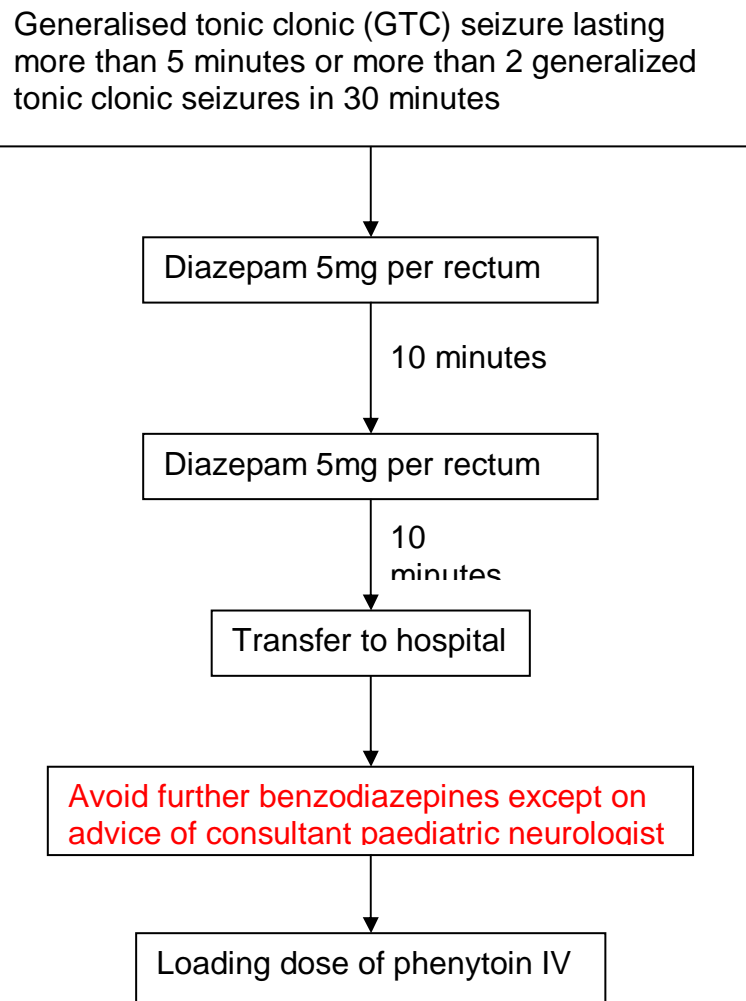 Generalised tonic clonic (GTC) seizure lasting
more than 5 minutes or more than 2 generalized
tonic clonic seizures in 30 minutes
Diazepam 5mg per rectum
10 minutes
Diazepam 5mg per rectum
10
minutes
Transfer to hospital
Avoid further benzodiazepines except on
advice of consultant paediatric neurologist
Loading dose of phenytoin IV